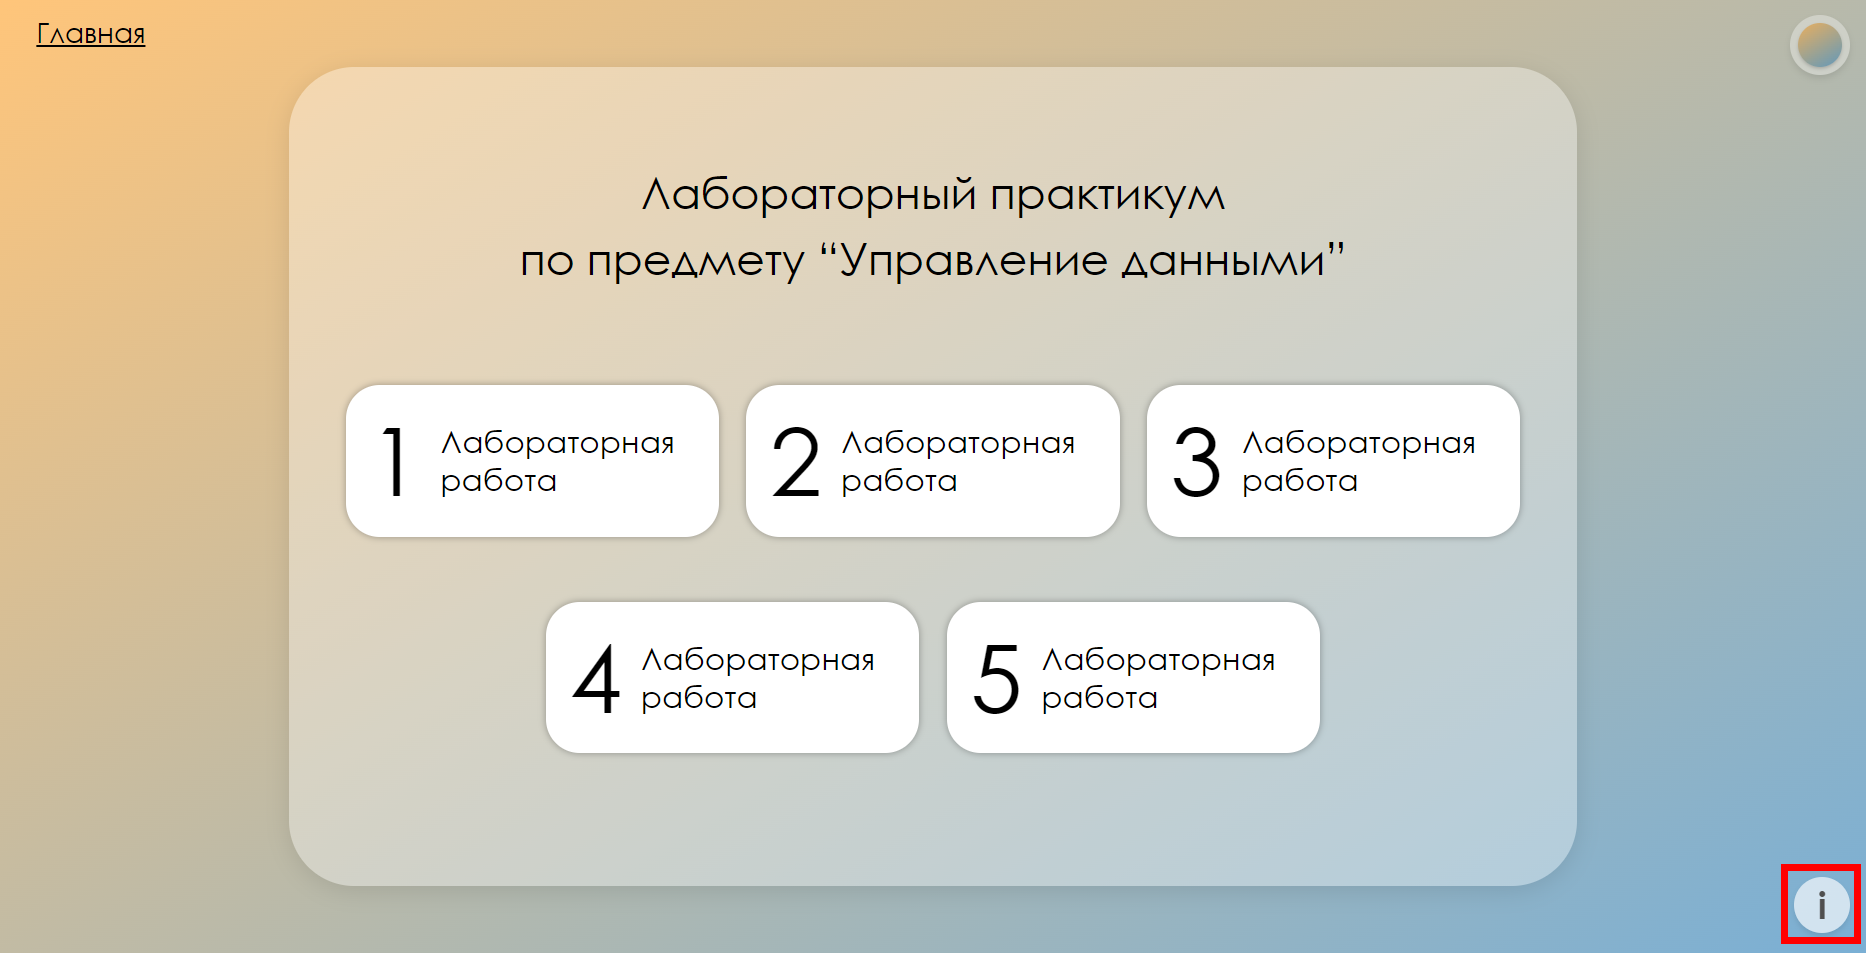 Главная
Лабораторный практикум
по предмету “Управление данными”
1 Лабораторная
работа
2 Лабораторная
работа
3 Лабораторная
работа
4 Лабораторная
работа
5 Лабораторная
работа
i